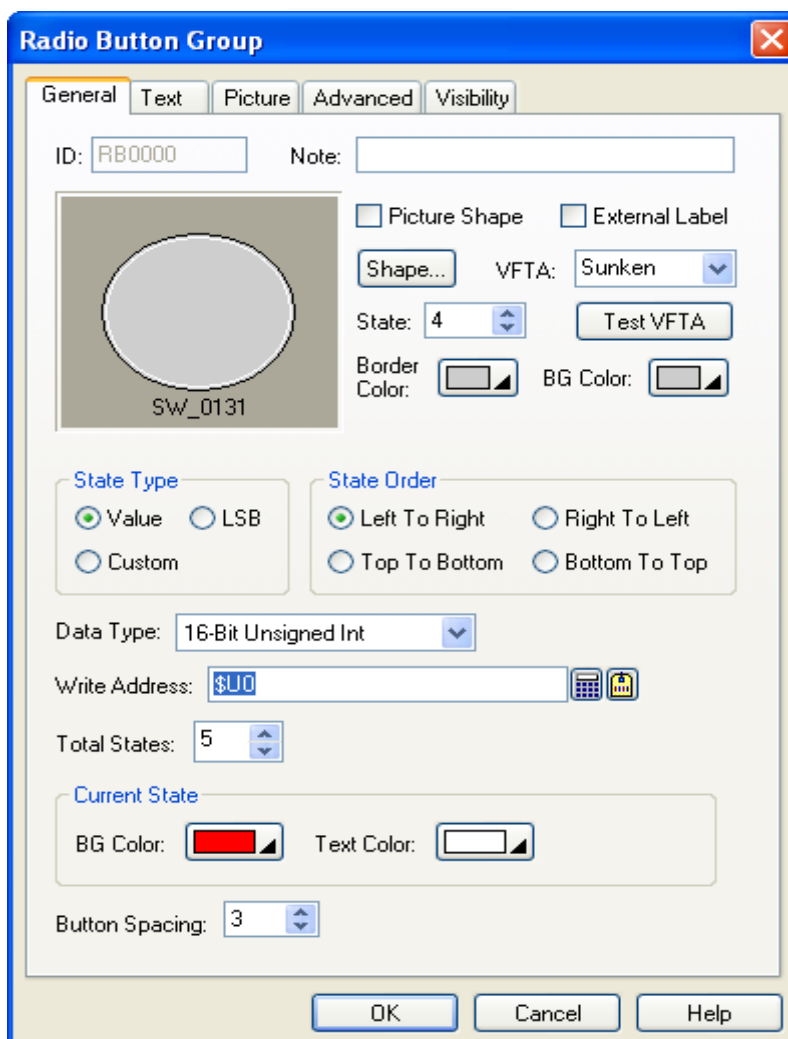 Radio Button Group
General Text Picture Advanced Visibility
ID: RB0000 Note:
Picture Shape External Label
Shape... VFTA: Sunken
State: 4 Test VFTA
Border Color: BG Color:
SW_0131
State Type State Order
Value LSB Left To Right Right To Left
Custom Top To Bottom Bottom To Top
Data Type: 16-Bit Unsigned Int
Write Address: $U0
Total States: 5
Current State
BG Color: Text Color:
Button Spacing: 3
OK Cancel Help